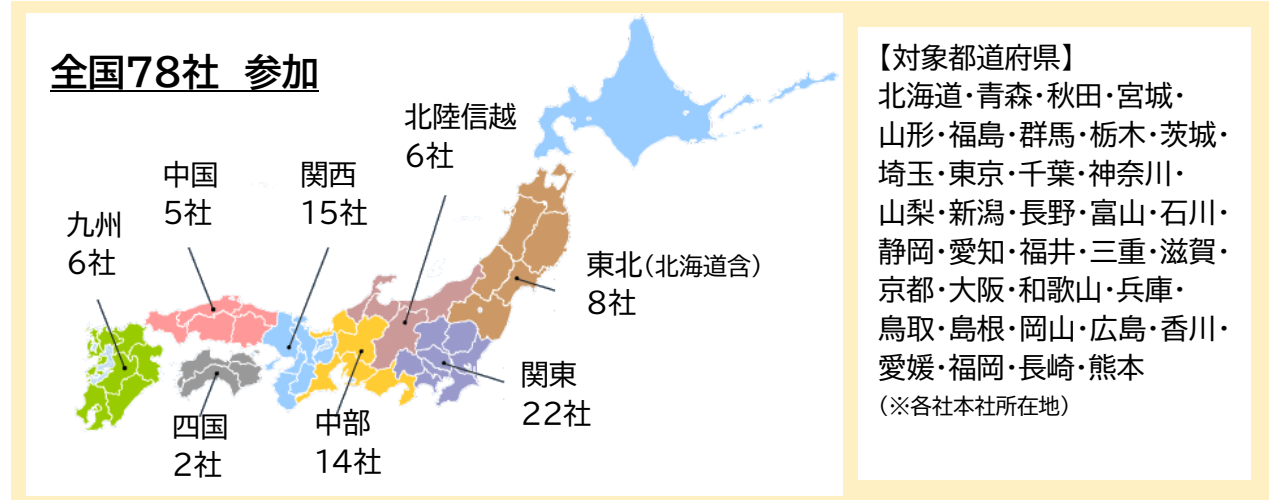 全国78社 参加
北陸信越
6社
中国
5社
関西
15社
九州
6社
東北(北海道含)
8社
関東
22社
四国
2社
中部
14社
【対象都道府県】
北海道・青森・秋田・宮城・
山形・福島・群馬・栃木・茨城・
埼玉・東京・千葉・神奈川・
山梨・新潟・長野・富山・石川・
静岡・愛知・福井・三重・滋賀・
京都・大阪・和歌山・兵庫・
鳥取・島根・岡山・広島・香川・
愛媛・福岡・長崎・熊本
(※各社本社所在地)